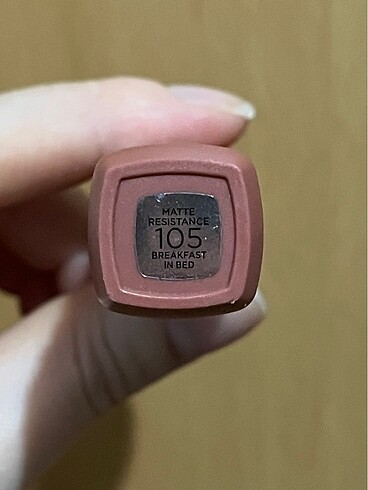 MATTE
RESISTANCE
105
BREAKFAST
IN BED